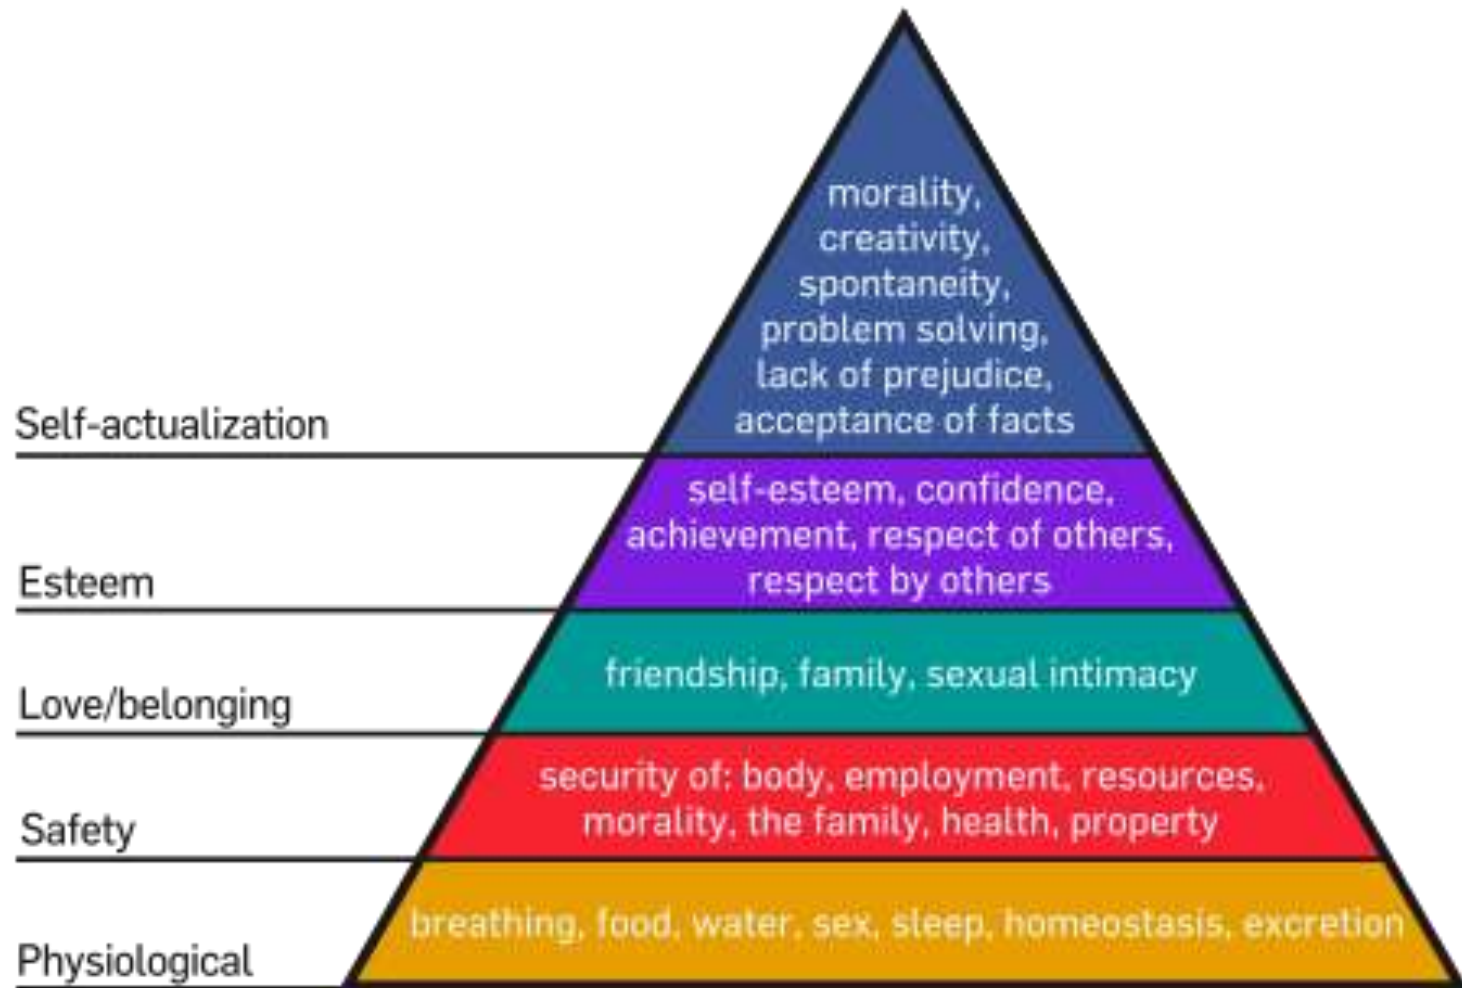 morality,
creativity,
spontaneity,
problem solving,
lack of prejudice,
acceptance of facts
Self-actualization
self-esteem, confidence,
achievement, respect of others,
respect by others
Esteem
friendship, family, sexual intimacy
Love/belonging
security of: body, employment, resources,
morality, the family, health, property
Safety
breathing, food, water, sex, sleep, homeostasis, excretion
Physiological